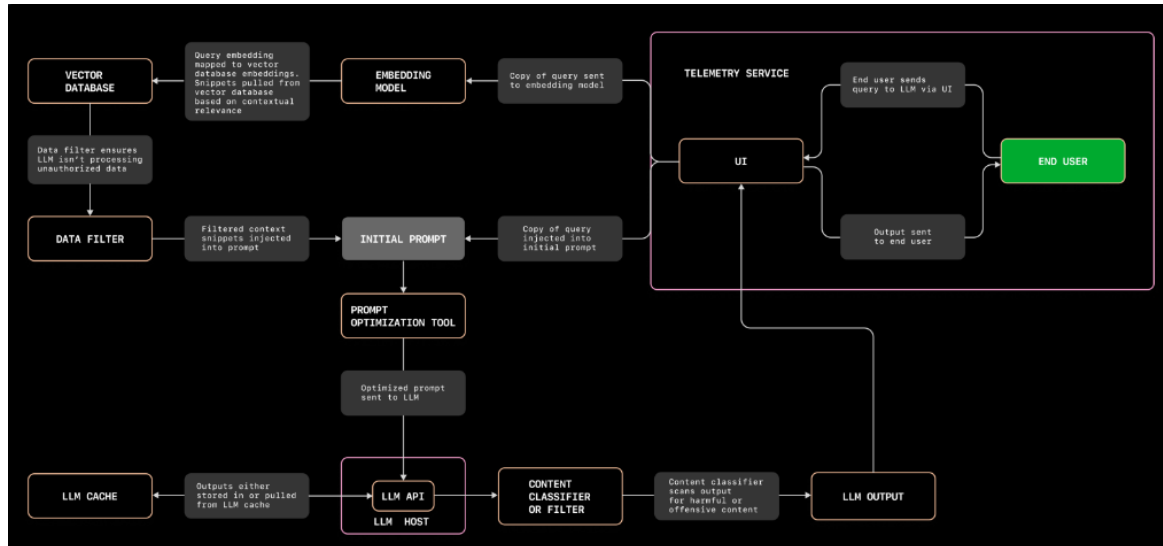 TELEMETRY SERVICE
VECTOR
DATABASE
Query embedding
mapped to vector
database embeddings.
Snippets pulled from
vector database
based on contextual
relevance
EMBEDDING
MODEL
Copy of query sent
to embedding model
End user sends
query to LLM via UI
Data filter ensures
LLM isn't processing
unauthorized data
UI
END USER
DATA FILTER
Filtered context
snippets injected
into prompt
INITIAL PROMPT
Copy of query
injected into
initial prompt
Output sent
to end user
PROMPT
OPTIMIZATION TOOL
Optimized prompt
sent to LLM
LLM CACHE
Outputs either
stored in or pulled
from LLM cache
LLM API
LLM HOST
CONTENT
CLASSIFIER
OR FILTER
Content classifier
scans output
for harmful or
offensive content
LLM OUTPUT